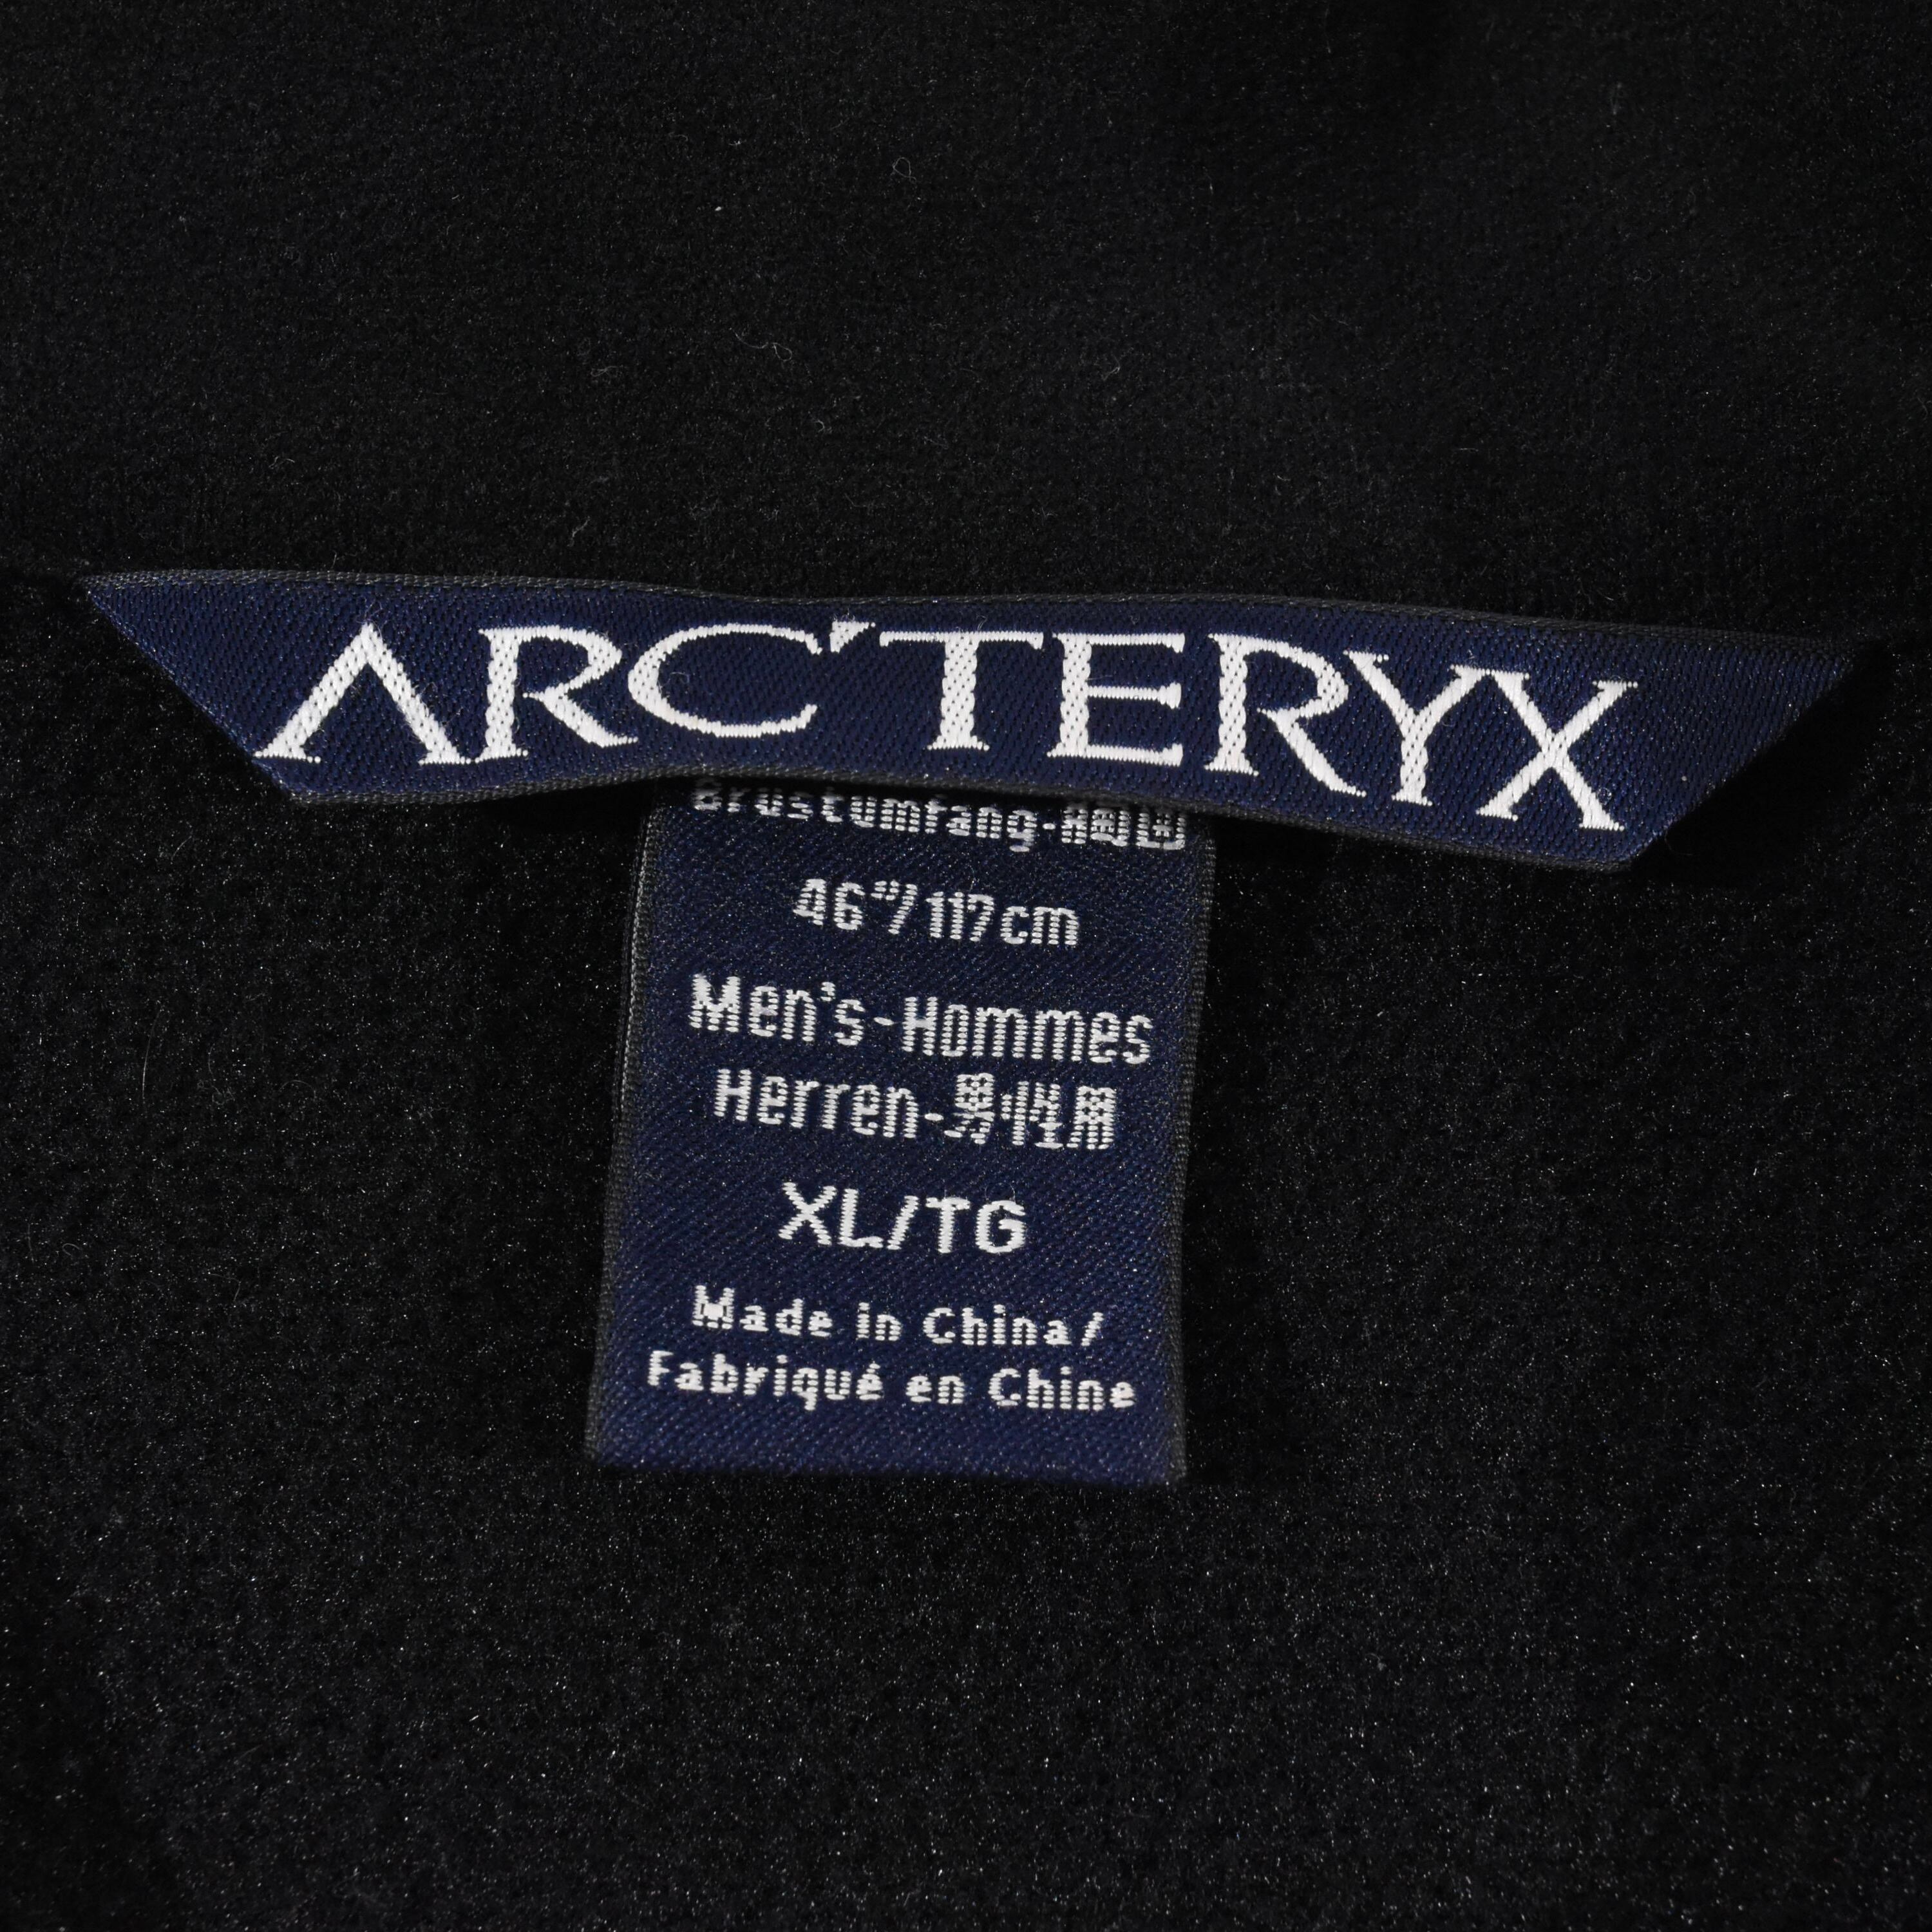 ARC'TERYX
Brustumfang-胸囲
46"/117cm
Men's-Hommes
Herren-男性用
XL/TG
Made in China/
Fabriqué en Chine